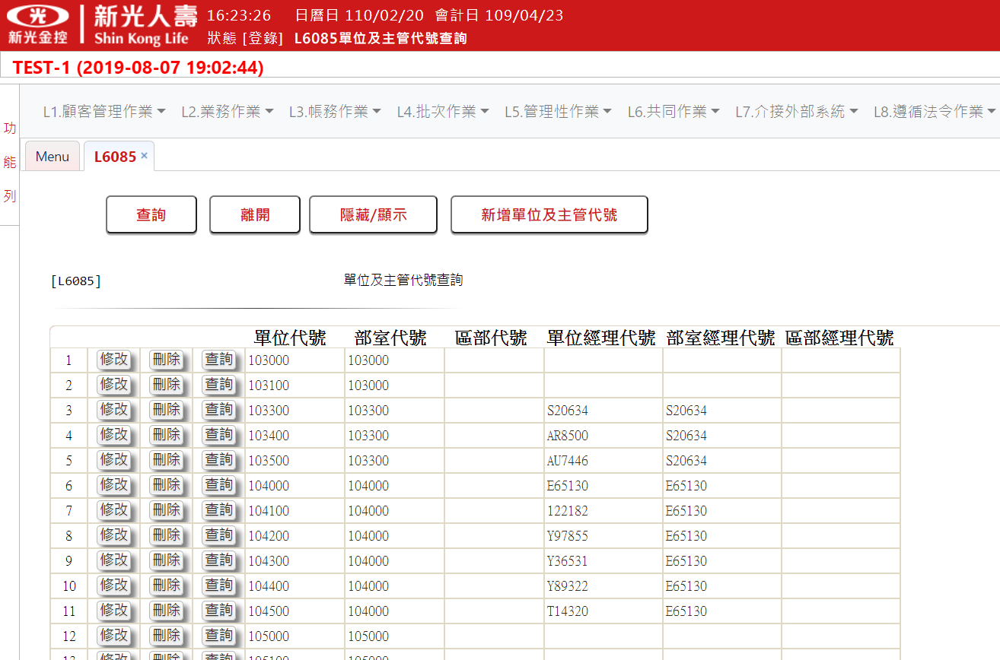 新光金控 新光人壽 Shin Kong Life
16:23:26 日曆日 110/02/20 會計日 109/04/23
狀態 [登錄] L6085單位及主管代號查詢
TEST-1 (2019-08-07 19:02:44)
功
能
列
L1.顧客管理作業 L2.業務作業 L3.帳務作業 L4.批次作業 L5.管理性作業 L6.共同作業 L7.介接外部系統 L8.遵循法令作業
Menu L6085 ×
查詢 離開 隱藏/顯示 新增單位及主管代號
[L6085] 單位及主管代號查詢
單位代號 部室代號 區部代號 單位經理代號 部室經理代號 區部經理代號
1 修改 刪除 查詢 103000 103000
2 修改 刪除 查詢 103100 103000
3 修改 刪除 查詢 103300 103300 S20634 S20634
4 修改 刪除 查詢 103400 103300 AR8500 S20634
5 修改 刪除 查詢 103500 103300 AU7446 S20634
6 修改 刪除 查詢 104000 104000 E65130 E65130
7 修改 刪除 查詢 104100 104000 122182 E65130
8 修改 刪除 查詢 104200 104000 Y97855 E65130
9 修改 刪除 查詢 104300 104000 Y36531 E65130
10 修改 刪除 查詢 104400 104000 Y89322 E65130
11 修改 刪除 查詢 104500 104000 T14320 E65130
12 修改 刪除 查詢 105000 105000